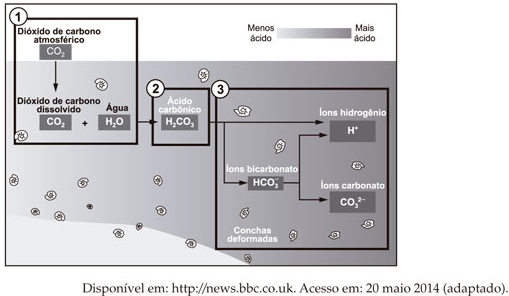 1
Dióxido de carbono
atmosférico
CO₂
Menos
ácido
Mais
ácido
Dióxido de carbono
dissolvido
CO₂
+
Água
H₂O
2
Ácido
carbônico
H₂CO₃
3
Íons hidrogênio
H⁺
Íons bicarbonato
HCO₃⁻
Íons carbonato
CO₃²⁻
Conchas
deformadas
Disponível em: http://news.bbc.co.uk. Acesso em: 20 maio 2014 (adaptado).